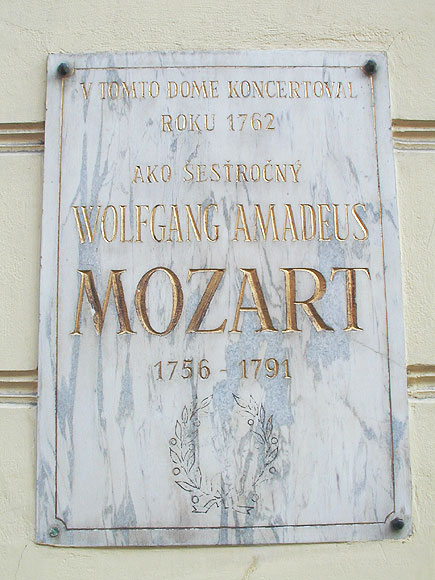 V TOMTO DOME KONCERTOVAL
ROKU 1762
AKO ŠESŤROČNÝ
WOLFGANG AMADEUS
MOZART
1756 - 1791